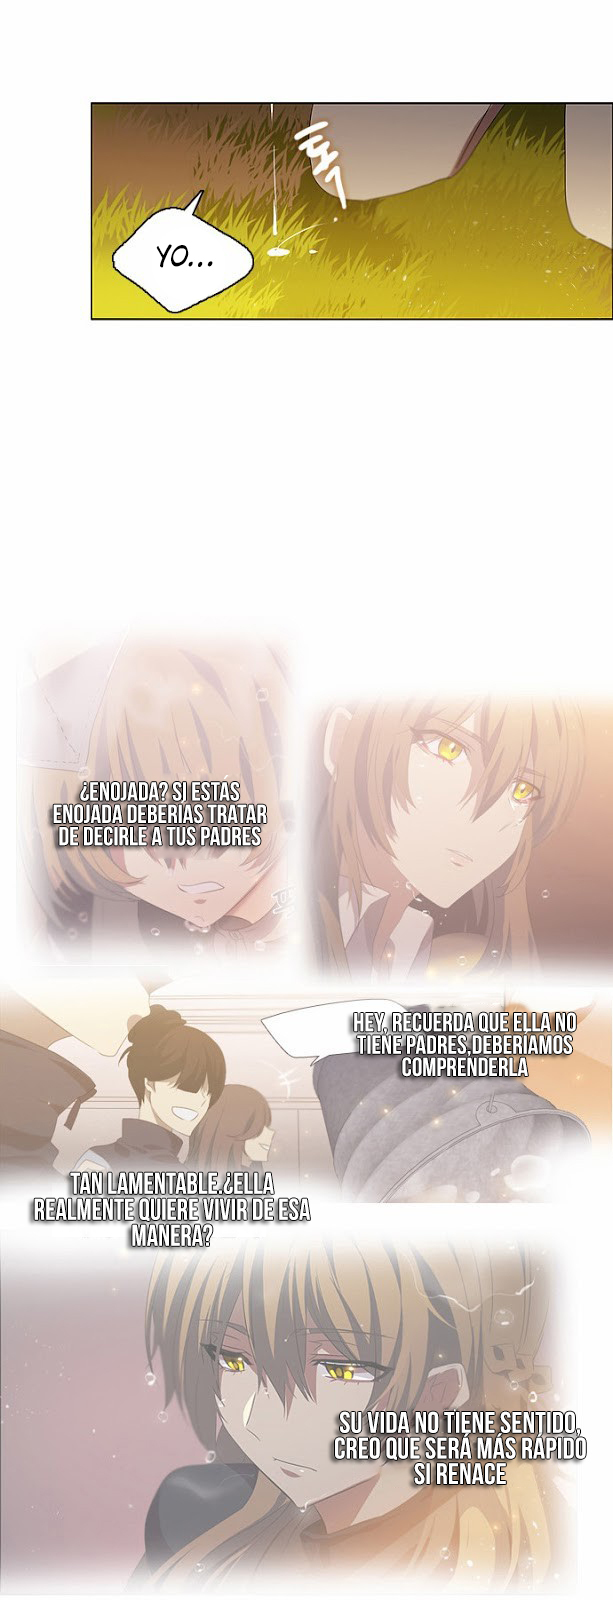 톡
YO...
¿ENOJADA? SI ESTAS
ENOJADA DEBERIAS TRATAR
DE DECIRLE A TUS PADRES
HEY, RECUERDA QUE ELLA NO
TIENE PADRES,DEBERIAMOS
COMPRENDERLA
TAN LAMENTABLE.¿ELLA
REALMENTE QUIERE VIVIR DE ESA
MANERA?
SU VIDA NO TIENE SENTIDO,
CREO QUE SERÁ MÁS RÁPIDO
SI RENACE